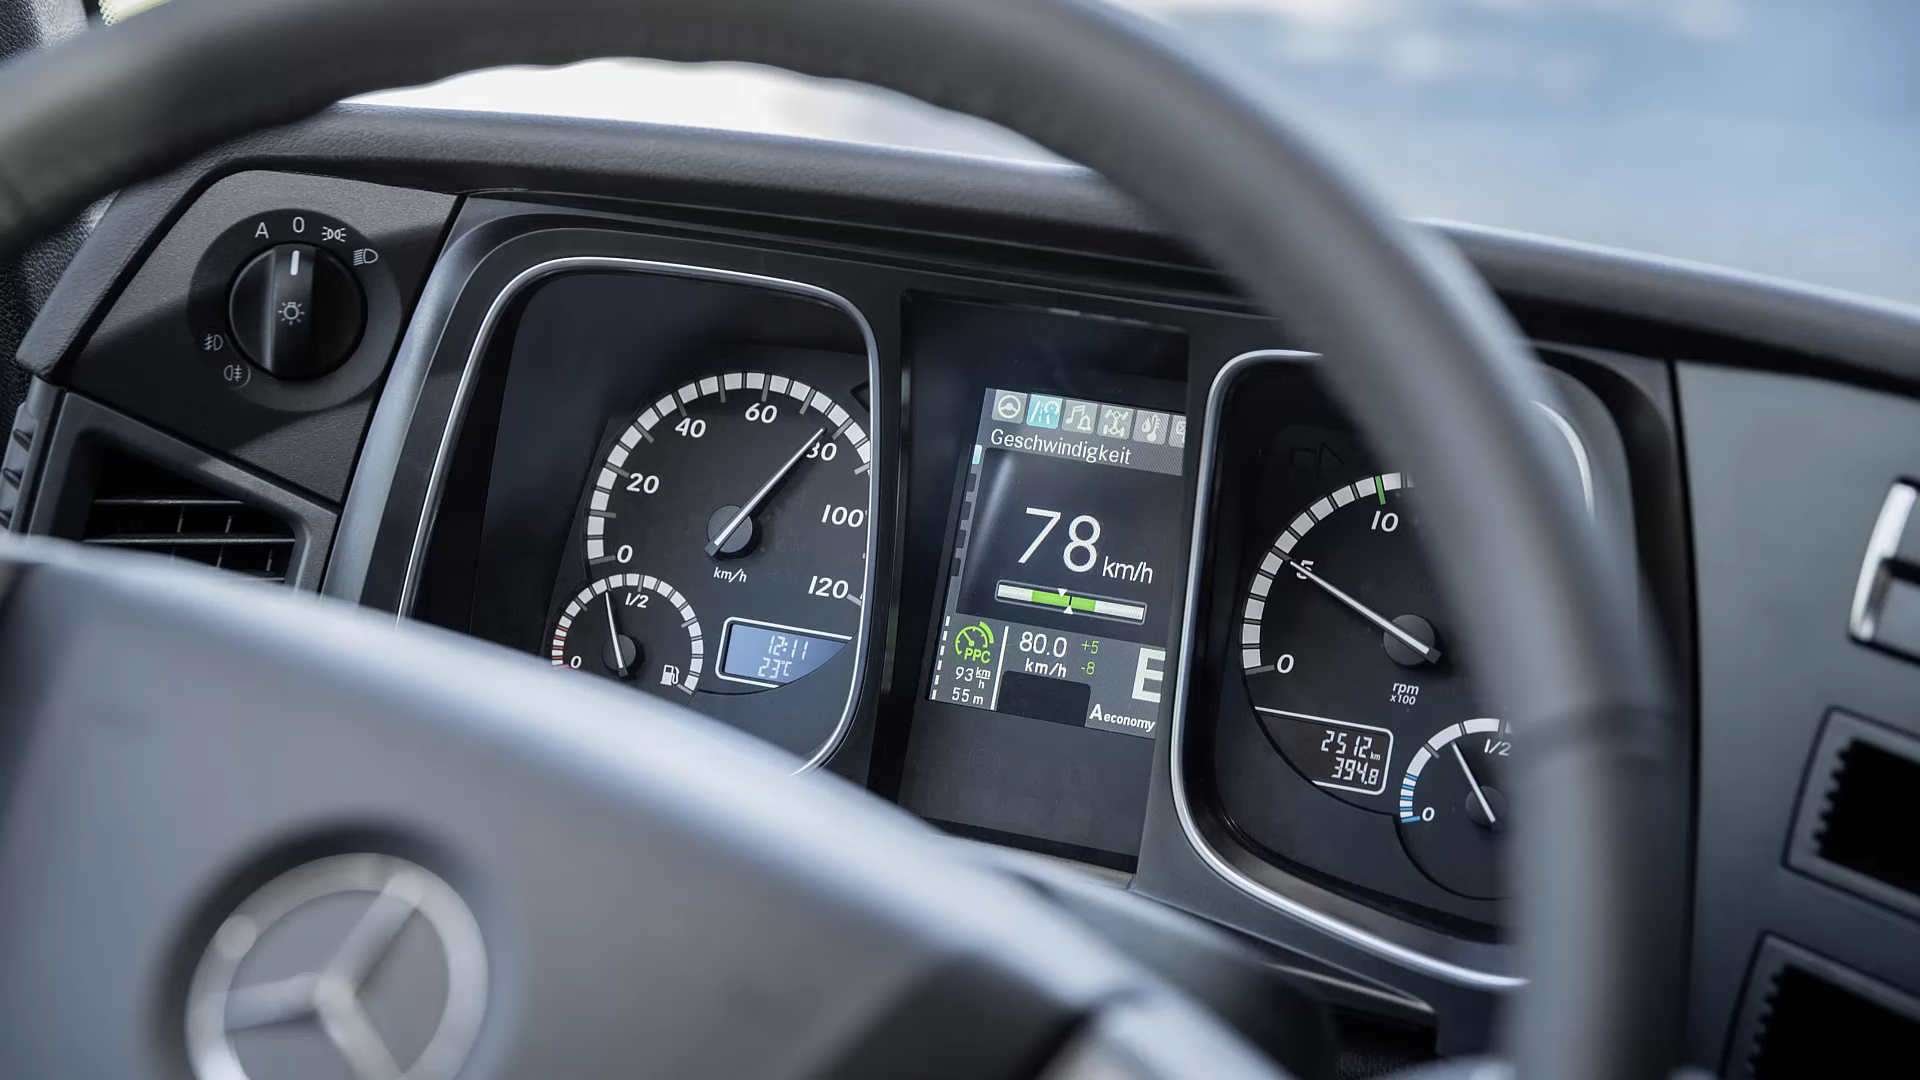 A 0
60
40
80
20
100
0
km/h
120
1/2
0
12:11
23°C
Geschwindigkeit
78 km/h
PPC
80.0 +5
km/h -8
93 km/h
55 m
E
A economy
10
5
0
rpm
x100
2512 km
394.8
1/2
0